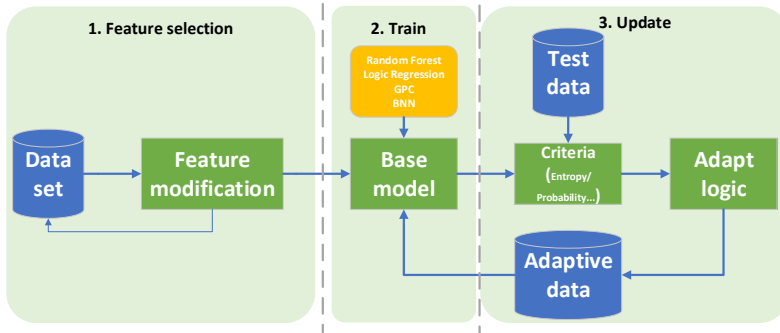 1. Feature selection
2. Train
3. Update
Random Forest
Logic Regression
GPC
BNN
Test
data
Data
set
Feature
modification
Base
model
Criteria
(Entropy/
Probability...)
Adapt
logic
Adaptive
data